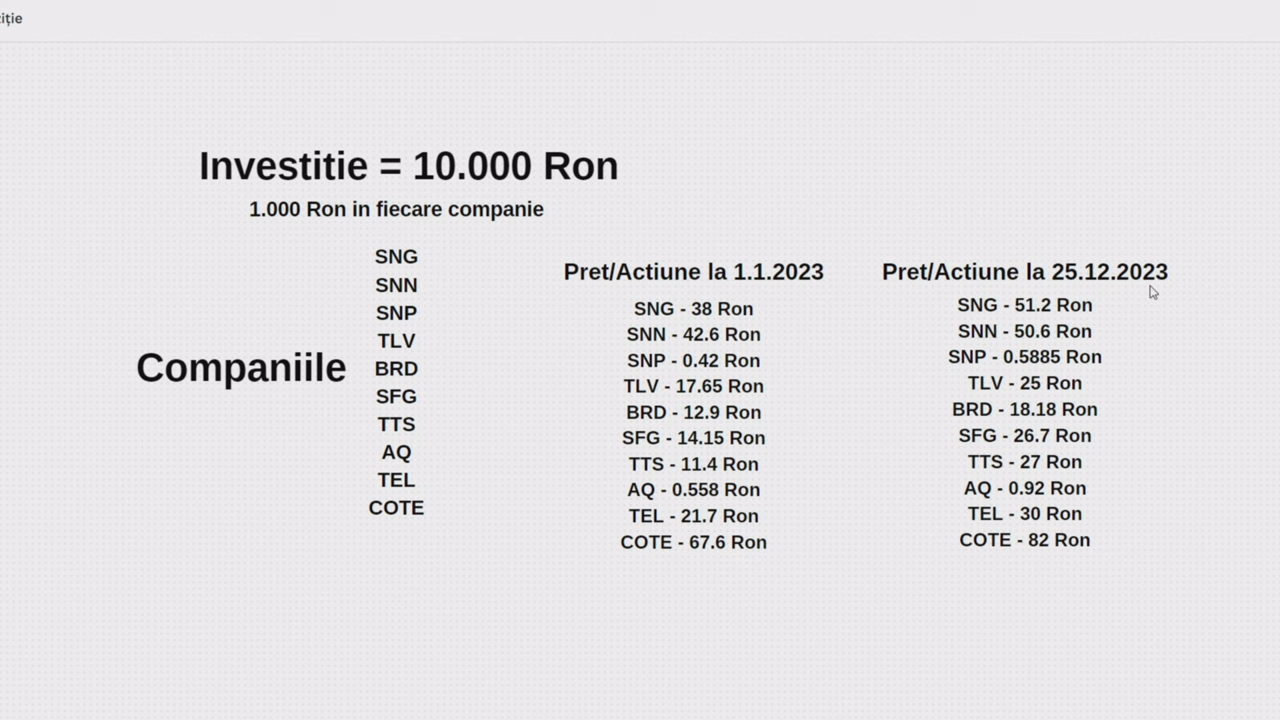 iție
Investitie = 10.000 Ron
1.000 Ron in fiecare companie
Companiile
SNG
SNN
SNP
TLV
BRD
SFG
TTS
AQ
TEL
COTE
Pret/Actiune la 1.1.2023
SNG - 38 Ron
SNN - 42.6 Ron
SNP - 0.42 Ron
TLV - 17.65 Ron
BRD - 12.9 Ron
SFG - 14.15 Ron
TTS - 11.4 Ron
AQ - 0.558 Ron
TEL - 21.7 Ron
COTE - 67.6 Ron
Pret/Actiune la 25.12.2023
SNG - 51.2 Ron
SNN - 50.6 Ron
SNP - 0.5885 Ron
TLV - 25 Ron
BRD - 18.18 Ron
SFG - 26.7 Ron
TTS - 27 Ron
AQ - 0.92 Ron
TEL - 30 Ron
COTE - 82 Ron